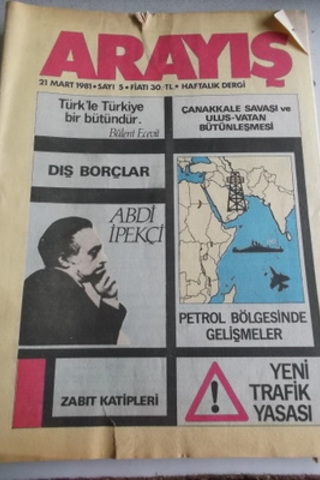 ARAYIŞ
21 MART 1981 • SAYI 5 • FİATI 30 TL • HAFTALIK DERGİ
Türk'le Türkiye
bir bütündür.
Bülent Ecevit
ÇANAKKALE SAVAŞI ve
ULUS-VATAN
BÜTÜNLEŞMESİ
DIŞ BORÇLAR
ABDİ
İPEKÇİ
PETROL BÖLGESİNDE
GELİŞMELER
ZABIT KATİPLERİ
YENİ
TRAFİK
YASASI